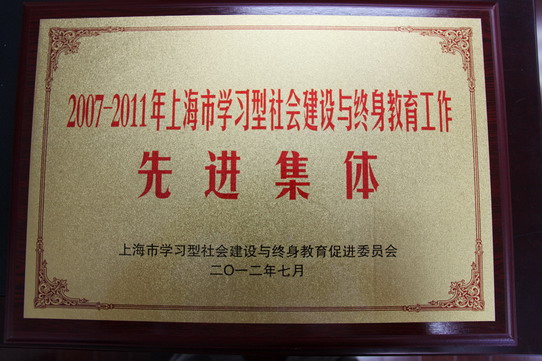 2007-2011年上海市学习型社会建设与终身教育工作
先进集体
上海市学习型社会建设与终身教育促进委员会
二〇一二年七月